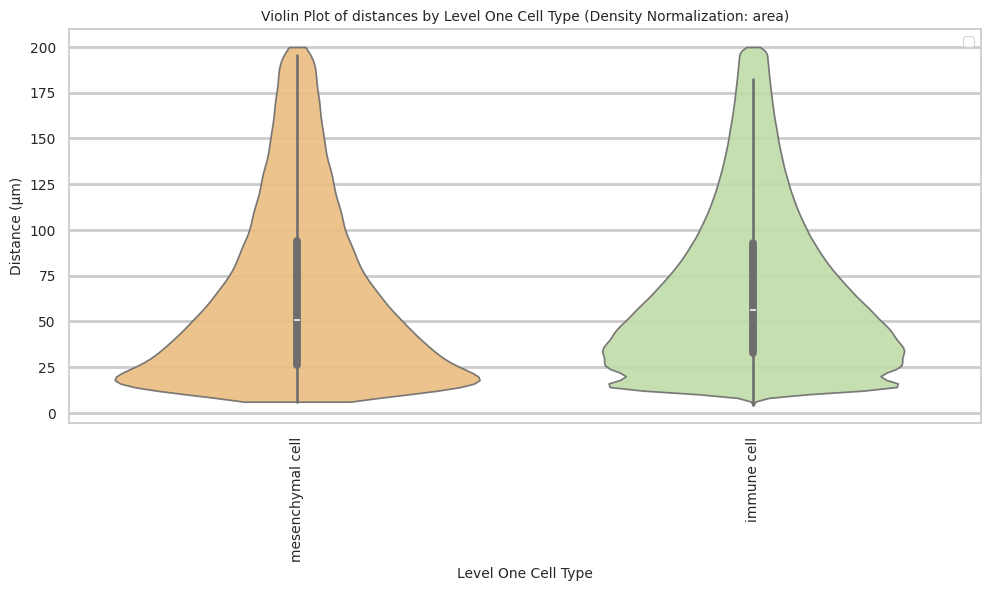 Violin Plot of distances by Level One Cell Type (Density Normalization: area)
200
175
150
125
100
75
50
25
0
Distance (µm)
mesenchymal cell
immune cell
Level One Cell Type